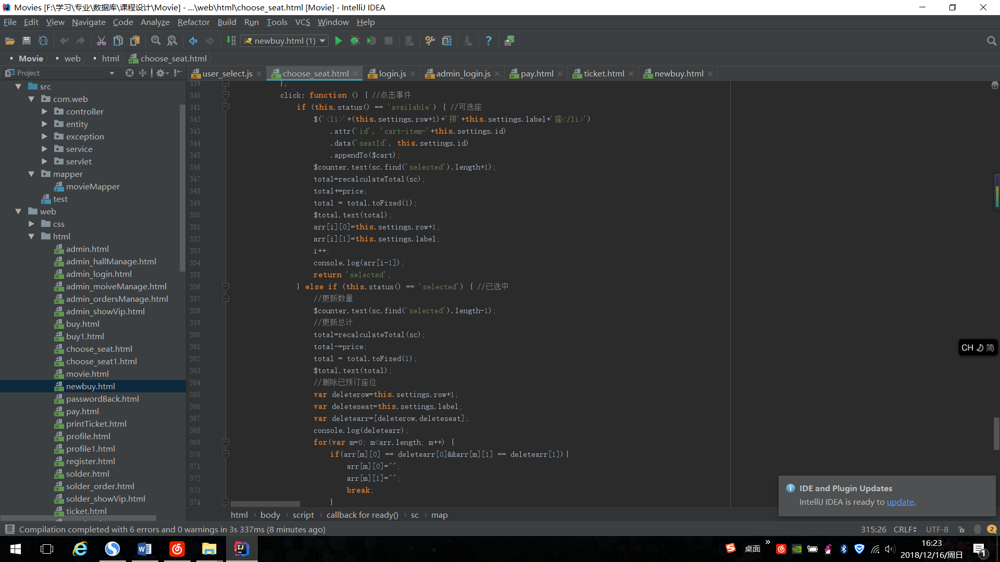 Movies [F:\学习\专业\数据库\课程设计\Movie] - ...\web\html\choose_seat.html [Movie] - IntelliJ IDEA
File Edit View Navigate Code Analyze Refactor Build Run Tools VCS Window Help
newbuy.html (1)
Movie web html choose_seat.html
Project
user_select.js choose_seat.html login.js admin_login.js pay.html ticket.html newbuy.html
src
com.web
controller
entity
exception
service
servlet
mapper
movieMapper
test
web
css
html
admin.html
admin_hallManage.html
admin_login.html
admin_moiveManage.html
admin_ordersManage.html
admin_showVip.html
buy.html
buy1.html
choose_seat.html
choose_seat1.html
movie.html
newbuy.html
passwordBack.html
pay.html
printTicket.html
profile.html
profile1.html
register.html
solder.html
solder_order.html
solder_showVip.html
ticket.html
339 },
340 click: function () { //点击事件
341 if (this.status() == 'available') { //可选座
342 $('<li>'+(this.settings.row+1)+'排'+this.settings.label+'座</li>')
343 .attr('id', 'cart-item-'+this.settings.id)
344 .data('seatId', this.settings.id)
345 .appendTo($cart);
346 $counter.text(sc.find('selected').length+1);
347 total=recalculateTotal(sc);
348 total+=price;
349 total = total.toFixed(1);
350 $total.text(total);
351 arr[i][0]=this.settings.row+1;
352 arr[i][1]=this.settings.label;
353 i++;
354 console.log(arr[i-1]);
355 return 'selected';
356 } else if (this.status() == 'selected') { //已选中
357 //更新数量
358 $counter.text(sc.find('selected').length-1);
359 //更新总计
360 total=recalculateTotal(sc);
361 total-=price;
362 total = total.toFixed(1);
363 $total.text(total);
364 //删除已预订座位
365 var deleterow=this.settings.row+1;
366 var deleteseat=this.settings.label;
367 var deletearr=[deleterow,deleteseat];
368 console.log(deletearr);
369 for(var m=0; m<arr.length; m++) {
370 if(arr[m][0] == deletearr[0]&&arr[m][1] == deletearr[1]){
371 arr[m][0]="";
372 arr[m][1]="";
373 break;
374 }
html body script callback for ready() sc map
CH 简
IDE and Plugin Updates
IntelliJ IDEA is ready to update.
Compilation completed with 6 errors and 0 warnings in 3s 337ms (8 minutes ago)
315:26 CRLF UTF-8 2
桌面 »
16:23
2018/12/16/周日
1